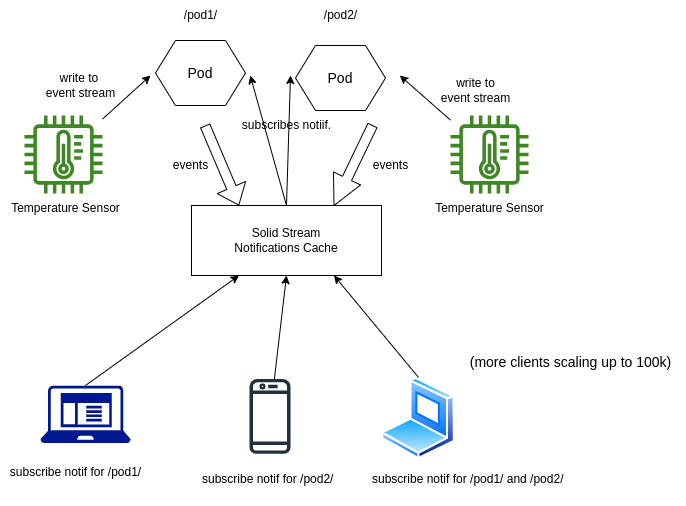 /pod1/
/pod2/
Pod
Pod
write to
event stream
write to
event stream
subscribes notiif.
events
events
Temperature Sensor
Temperature Sensor
Solid Stream
Notifications Cache
(more clients scaling up to 100k)
subscribe notif for /pod1/
subscribe notif for /pod2/
subscribe notif for /pod1/ and /pod2/